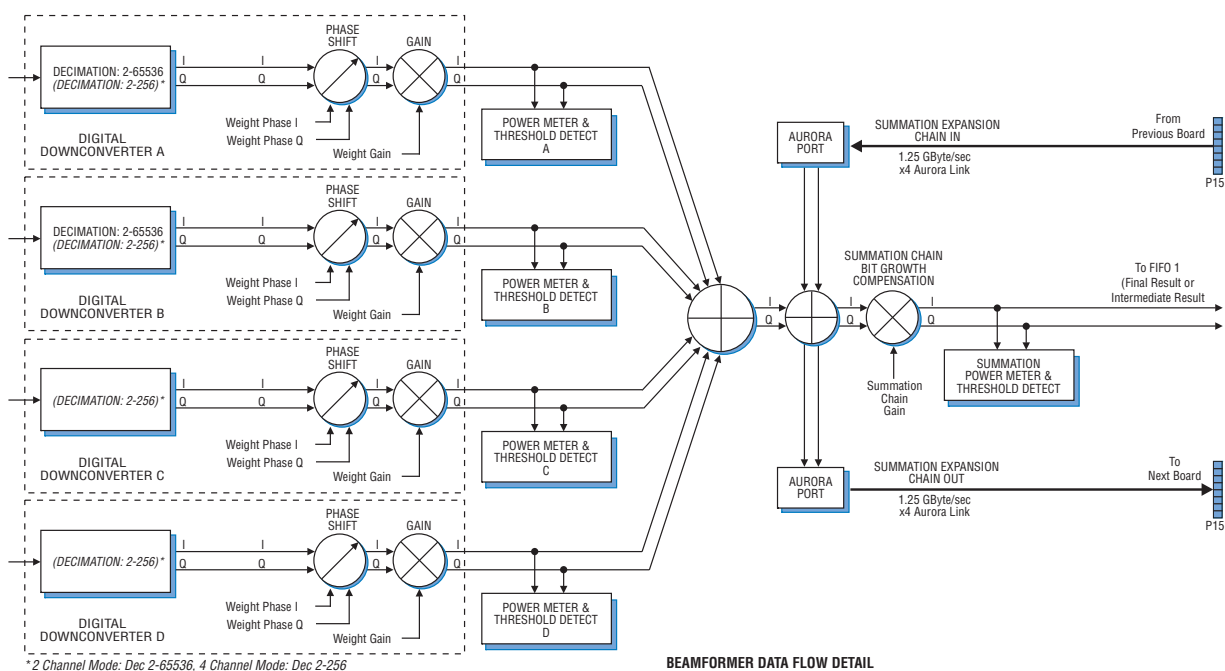 DECIMATION: 2-65536
(DECIMATION: 2-256)*
DIGITAL
DOWNCONVERTER A
I
Q
I
Q
PHASE
SHIFT
Weight Phase I
Weight Phase Q
I
Q
GAIN
Weight Gain
I
Q
POWER METER &
THRESHOLD DETECT
A
DECIMATION: 2-65536
(DECIMATION: 2-256)*
DIGITAL
DOWNCONVERTER B
I
Q
I
Q
PHASE
SHIFT
Weight Phase I
Weight Phase Q
I
Q
GAIN
Weight Gain
I
Q
POWER METER &
THRESHOLD DETECT
B
(DECIMATION: 2-256)*
DIGITAL
DOWNCONVERTER C
I
Q
I
Q
PHASE
SHIFT
Weight Phase I
Weight Phase Q
I
Q
GAIN
Weight Gain
I
Q
POWER METER &
THRESHOLD DETECT
C
(DECIMATION: 2-256)*
DIGITAL
DOWNCONVERTER D
I
Q
I
Q
PHASE
SHIFT
Weight Phase I
Weight Phase Q
I
Q
GAIN
Weight Gain
I
Q
POWER METER &
THRESHOLD DETECT
D
AURORA
PORT
SUMMATION EXPANSION
CHAIN IN
1.25 GByte/sec
x4 Aurora Link
From
Previous Board
P15
I
Q
I
Q
SUMMATION CHAIN
BIT GROWTH
COMPENSATION
Summation
Chain
Gain
I
Q
To FIFO 1
(Final Result or
Intermediate Result
SUMMATION
POWER METER &
THRESHOLD DETECT
AURORA
PORT
SUMMATION EXPANSION
CHAIN OUT
1.25 GByte/sec
x4 Aurora Link
To
Next Board
P15
* 2 Channel Mode: Dec 2-65536, 4 Channel Mode: Dec 2-256
BEAMFORMER DATA FLOW DETAIL